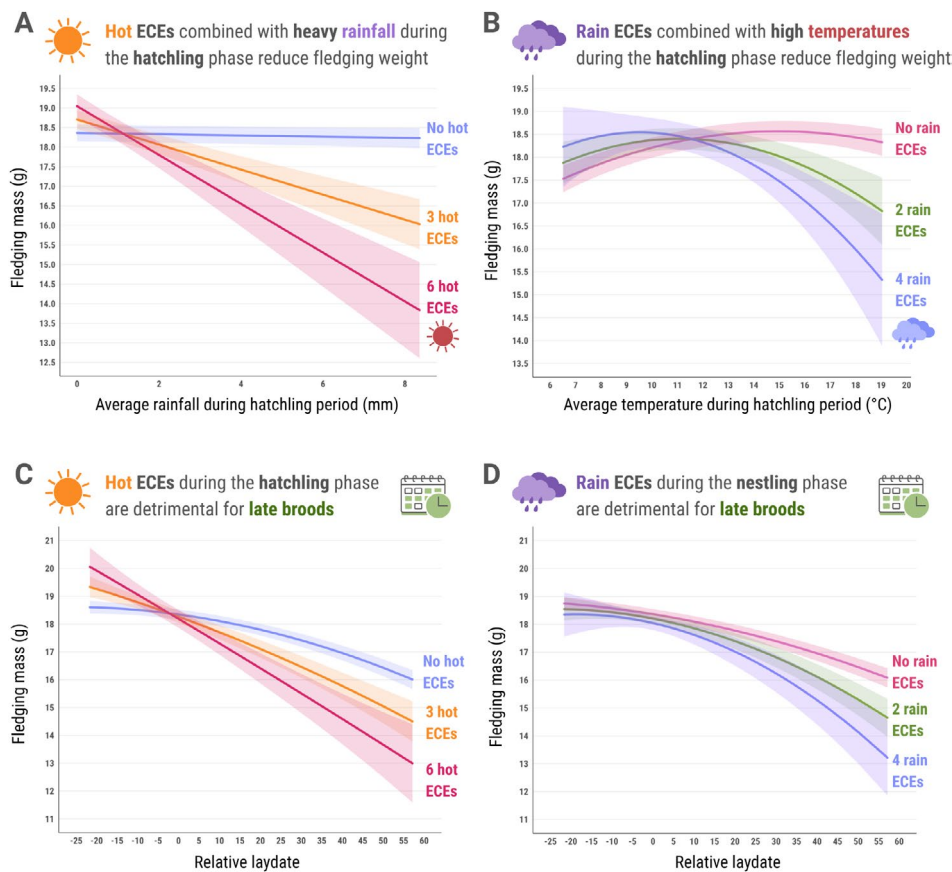 A
Hot ECEs combined with heavy rainfall during
the hatchling phase reduce fledging weight
19.5
19.0
18.5
18.0
17.5
17.0
16.5
16.0
15.5
15.0
14.5
14.0
13.5
13.0
12.5
Fledging mass (g)
No hot
ECEs
3 hot
ECEs
6 hot
ECEs
0 2 4 6 8
Average rainfall during hatchling period (mm)
B
Rain ECEs combined with high temperatures
during the hatchling phase reduce fledging weight
19.5
19.0
18.5
18.0
17.5
17.0
16.5
16.0
15.5
15.0
14.5
14.0
13.5
Fledging mass (g)
No rain
ECEs
2 rain
ECEs
4 rain
ECEs
6 7 8 9 10 11 12 13 14 15 16 17 18 19 20
Average temperature during hatchling period (°C)
C
Hot ECEs during the hatchling phase
are detrimental for late broods
21
20
19
18
17
16
15
14
13
12
11
Fledging mass (g)
No hot
ECEs
3 hot
ECEs
6 hot
ECEs
-25 -20 -15 -10 -5 0 5 10 15 20 25 30 35 40 45 50 55 60
Relative laydate
D
Rain ECEs during the nestling phase
are detrimental for late broods
21
20
19
18
17
16
15
14
13
12
11
Fledging mass (g)
No rain
ECEs
2 rain
ECEs
4 rain
ECEs
-25 -20 -15 -10 -5 0 5 10 15 20 25 30 35 40 45 50 55 60
Relative laydate